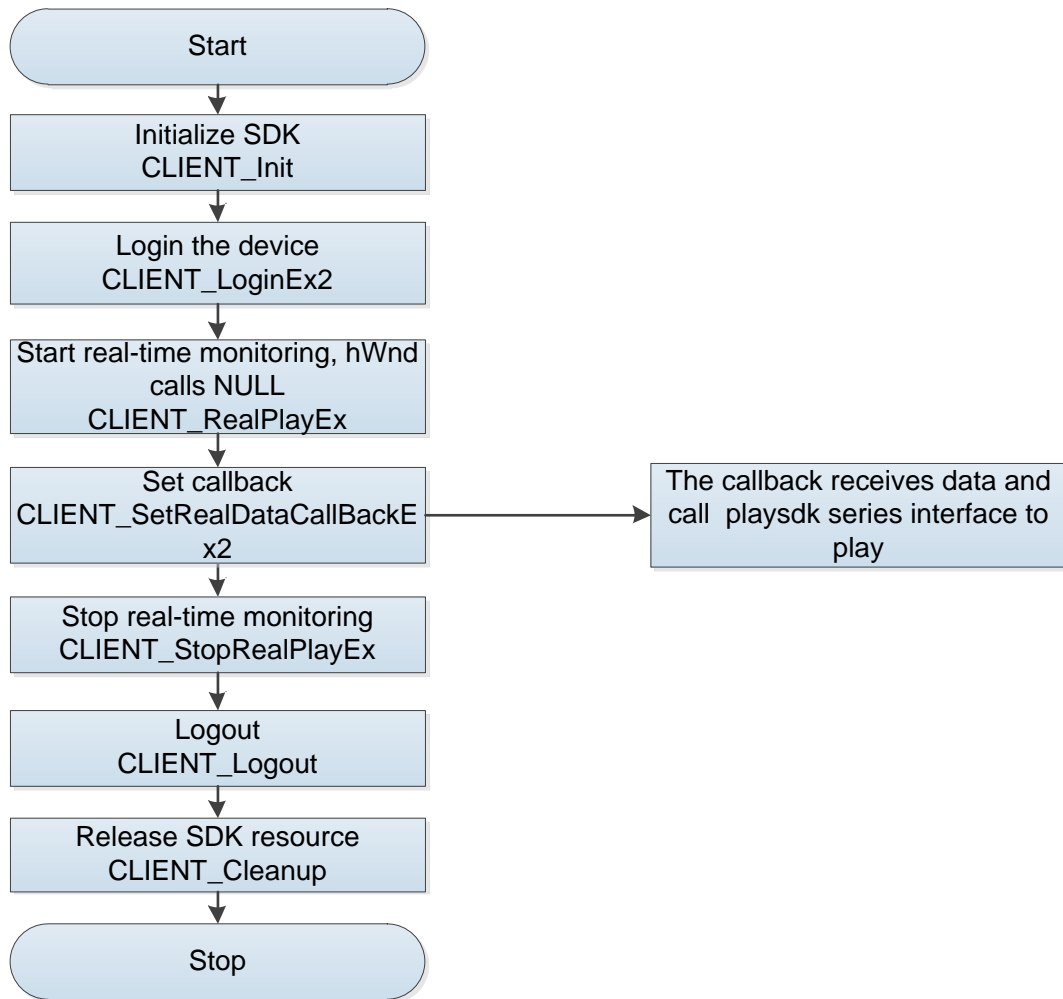 Start
Initialize SDK
CLIENT_Init
Login the device
CLIENT_LoginEx2
Start real-time monitoring, hWnd
calls NULL
CLIENT_RealPlayEx
Set callback
CLIENT_SetRealDataCallBackE
x2
The callback receives data and
call  playsdk series interface to
play
Stop real-time monitoring
CLIENT_StopRealPlayEx
Logout
CLIENT_Logout
Release SDK resource
CLIENT_Cleanup
Stop